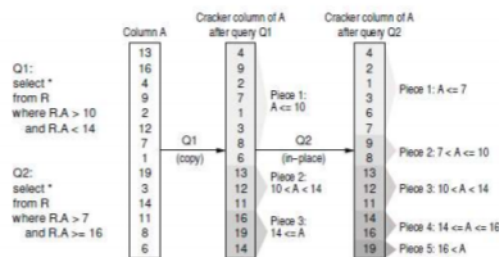 Column A
Cracker column of A
after query Q1
Cracker column of A
after query Q2
Q1:
select *
from R
where R.A > 10
and R.A < 14
Q2:
select *
from R
where R.A > 7
and R.A >= 16
13
16
4
9
2
12
7
1
19
3
14
11
8
6
Q1
(copy)
4
9
2
7
1
3
8
6
13
12
11
16
19
14
Piece 1:
A <= 10
Piece 2:
10 < A < 14
Piece 3:
14 <= A
Q2
(in-place)
4
2
1
3
6
7
9
8
13
12
11
14
16
19
Piece 1: A <= 7
Piece 2: 7 < A <= 10
Piece 3: 10 < A < 14
Piece 4: 14 <= A <= 16
Piece 5: 16 < A